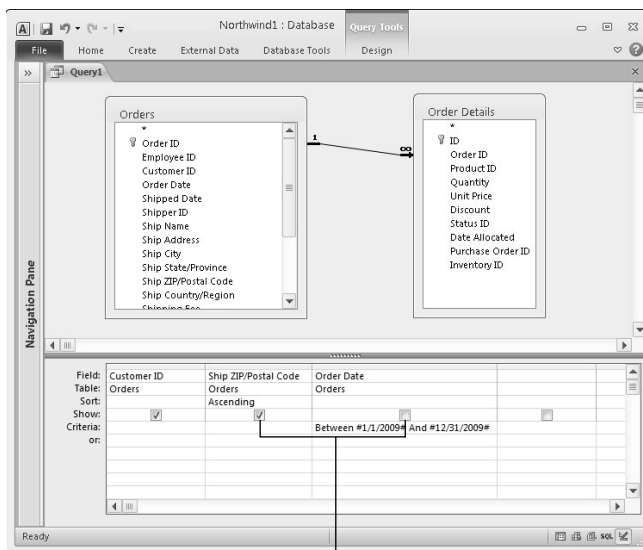 Northwind1 : Database
Query Tools
File Home Create External Data Database Tools Design
Query1
Navigation Pane
Orders
*
Order ID
Employee ID
Customer ID
Order Date
Shipped Date
Shipper ID
Ship Name
Ship Address
Ship City
Ship State/Province
Ship ZIP/Postal Code
Ship Country/Region
Shipping Fee
1
∞
Order Details
*
ID
Order ID
Product ID
Quantity
Unit Price
Discount
Status ID
Date Allocated
Purchase Order ID
Inventory ID
Field: Customer ID Ship ZIP/Postal Code Order Date
Table: Orders Orders Orders
Sort: Ascending
Show:
Criteria: Between #1/1/2009# And #12/31/2009#
or:
Ready
SQL